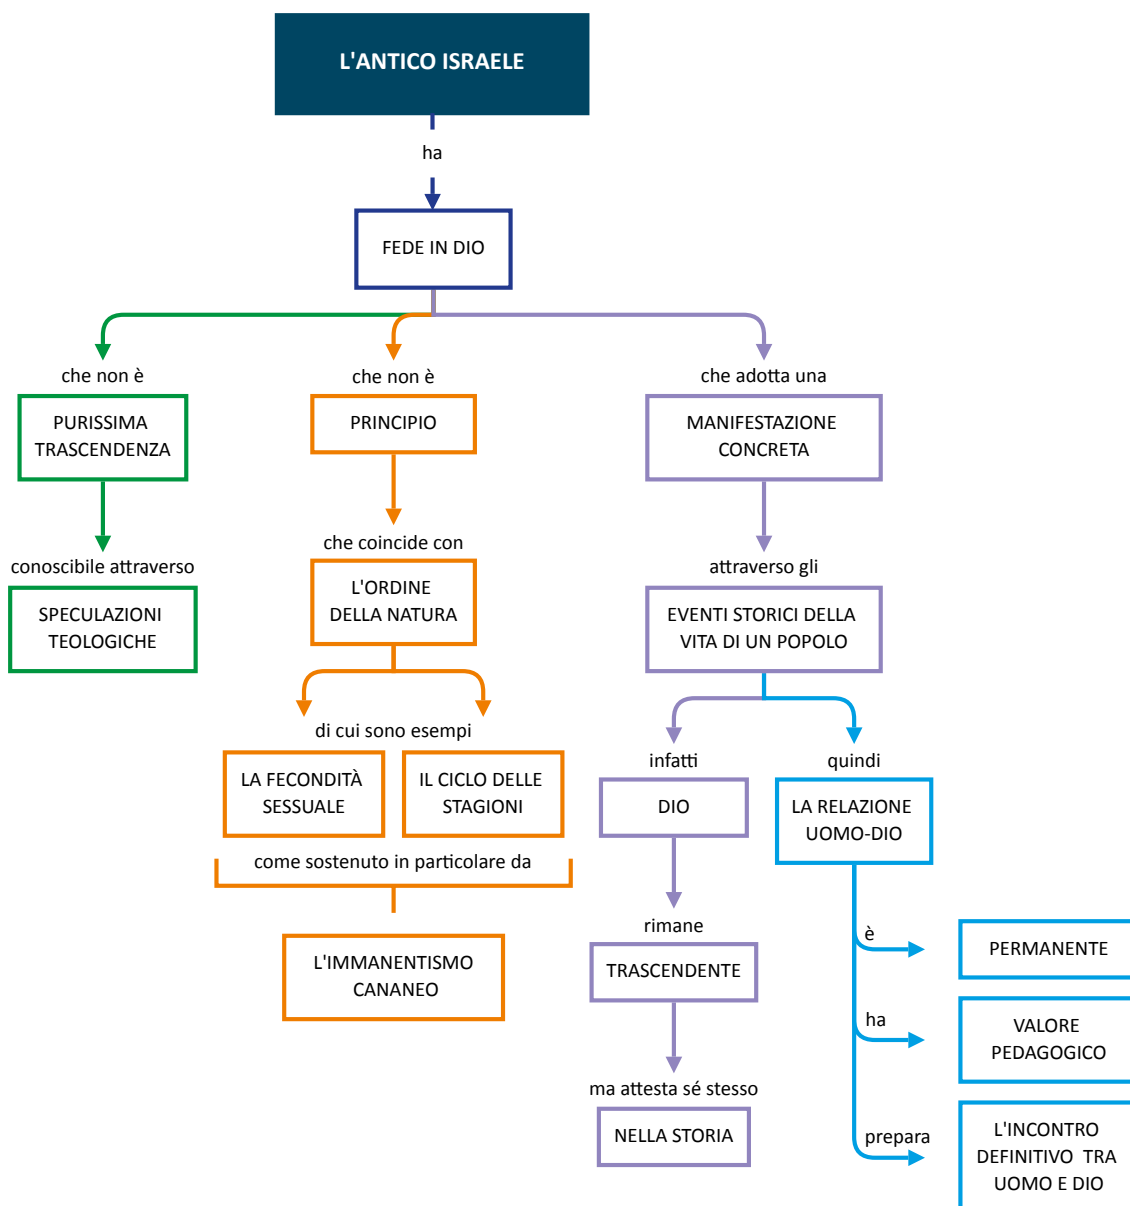 L'ANTICO ISRAELE
ha
FEDE IN DIO
che non è
PURISSIMA
TRASCENDENZA
conoscibile attraverso
SPECULAZIONI
TEOLOGICHE
che non è
PRINCIPIO
che coincide con
L'ORDINE
DELLA NATURA
di cui sono esempi
LA FECONDITÀ
SESSUALE
IL CICLO DELLE
STAGIONI
come sostenuto in particolare da
L'IMMANENTISMO
CANANEO
che adotta una
MANIFESTAZIONE
CONCRETA
attraverso gli
EVENTI STORICI DELLA
VITA DI UN POPOLO
infatti
DIO
rimane
TRASCENDENTE
ma attesta sé stesso
NELLA STORIA
quindi
LA RELAZIONE
UOMO-DIO
è
PERMANENTE
ha
VALORE
PEDAGOGICO
prepara
L'INCONTRO
DEFINITIVO TRA
UOMO E DIO